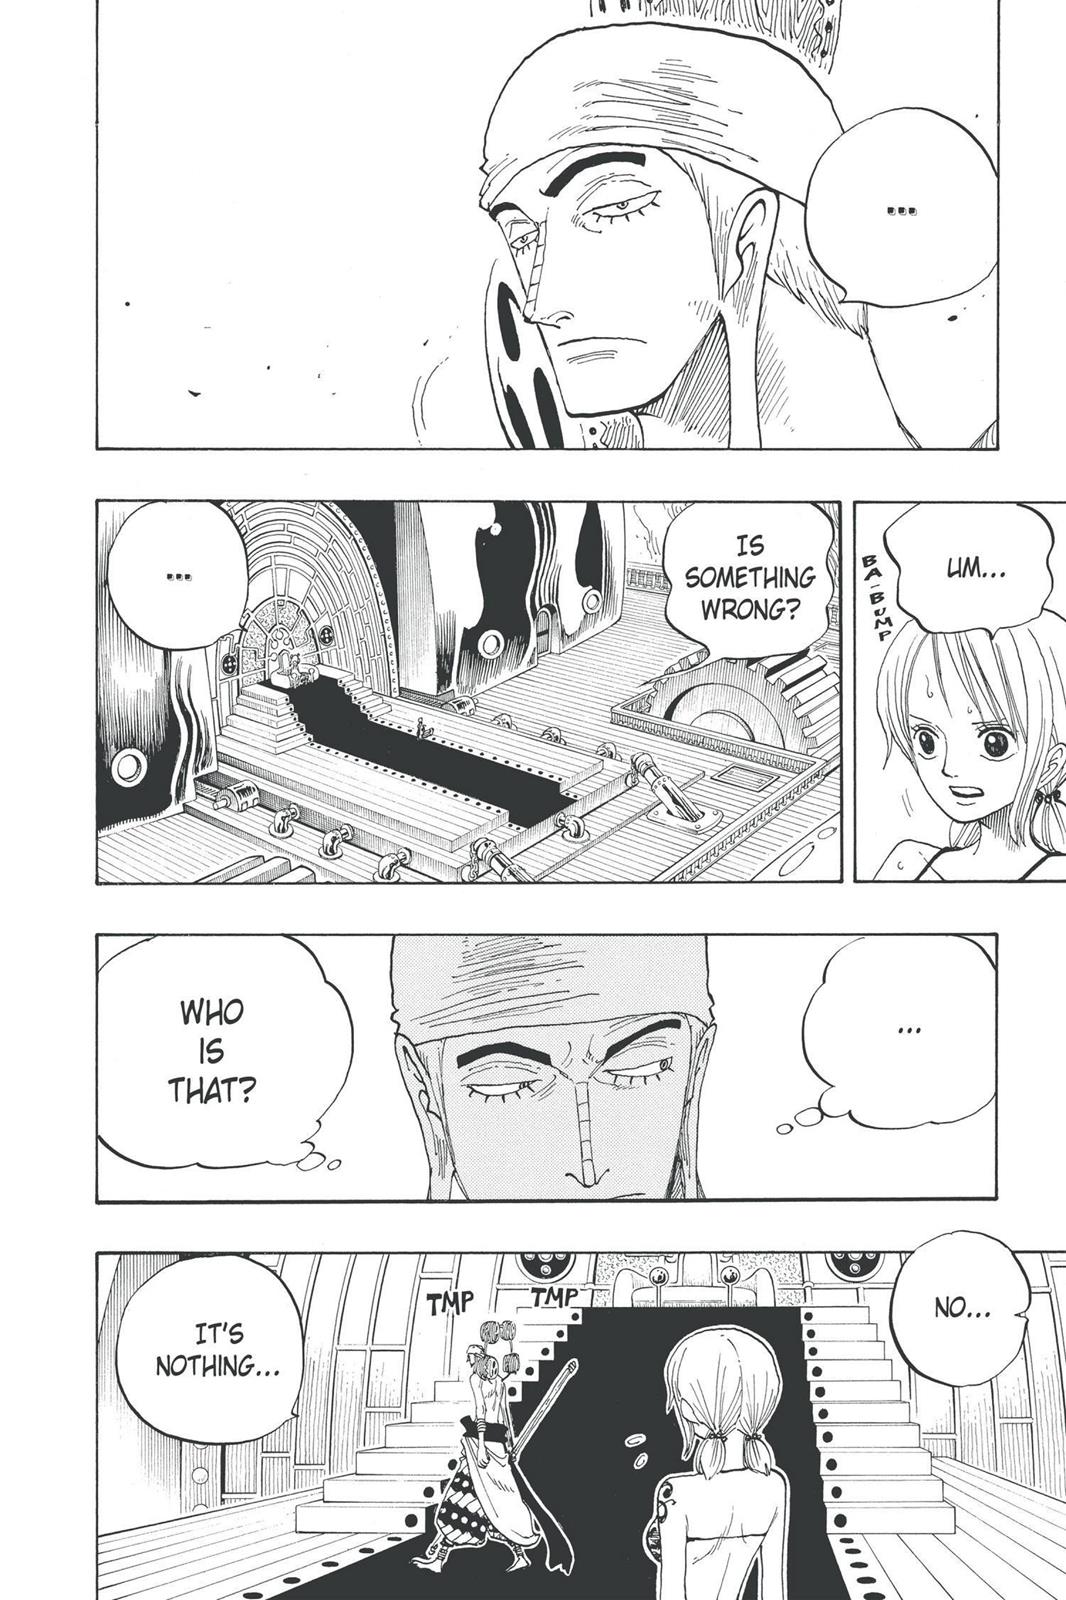 ...
UM...
BA-BUMP
IS
SOMETHING
WRONG?
...
...
WHO
IS
THAT?
NO...
TMP
TMP
IT'S
NOTHING...